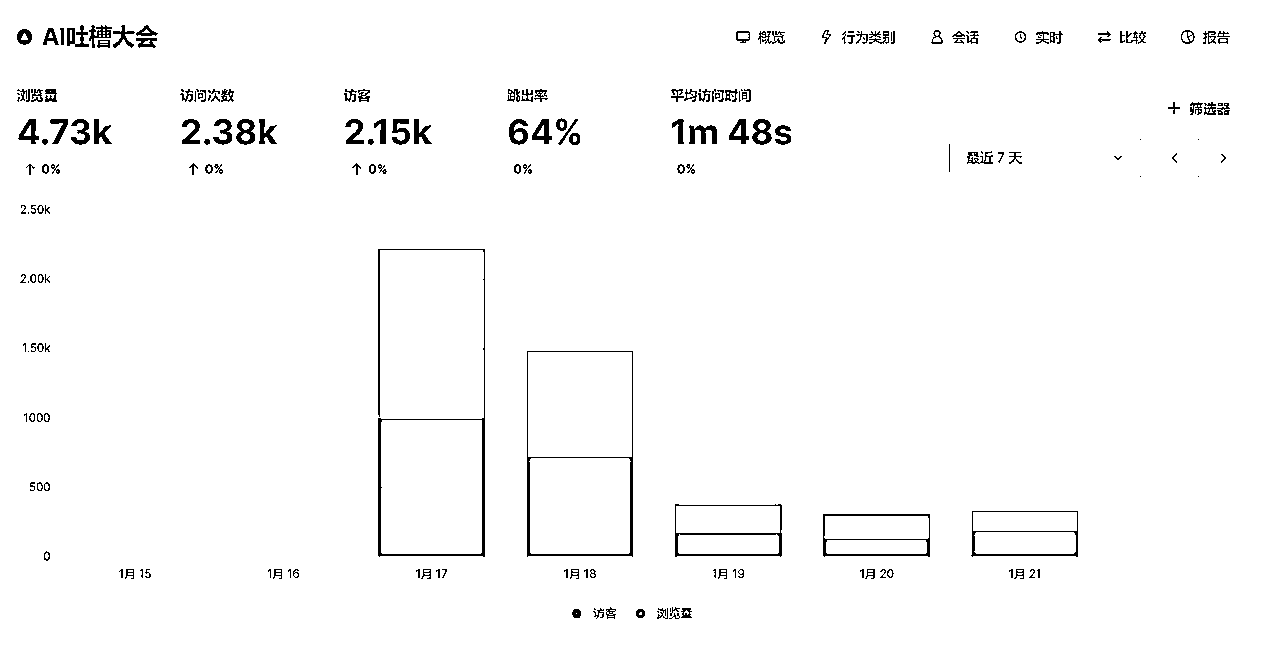 AI吐槽大会
概览 行为类别 会话 实时 比较 报告
浏览量 访问次数 访客 跳出率 平均访问时间
4.73k 2.38k 2.15k 64% 1m 48s
↑ 0% ↑ 0% ↑ 0% 0% 0%
+ 筛选器
最近 7 天
2.50k
2.00k
1.50k
1000
500
0
1月 15 1月 16 1月 17 1月 18 1月 19 1月 20 1月 21
访客 浏览量